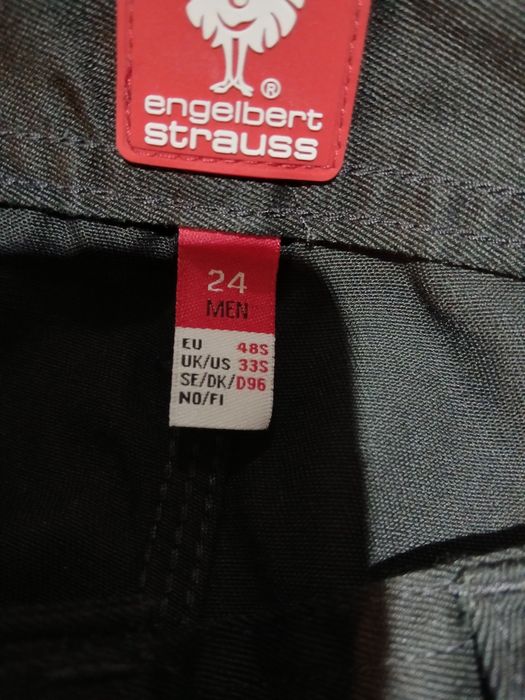 ®
engelbert
strauss
24
MEN
EU 48S
UK/US 33S
SE/DK/D96
NO/FI